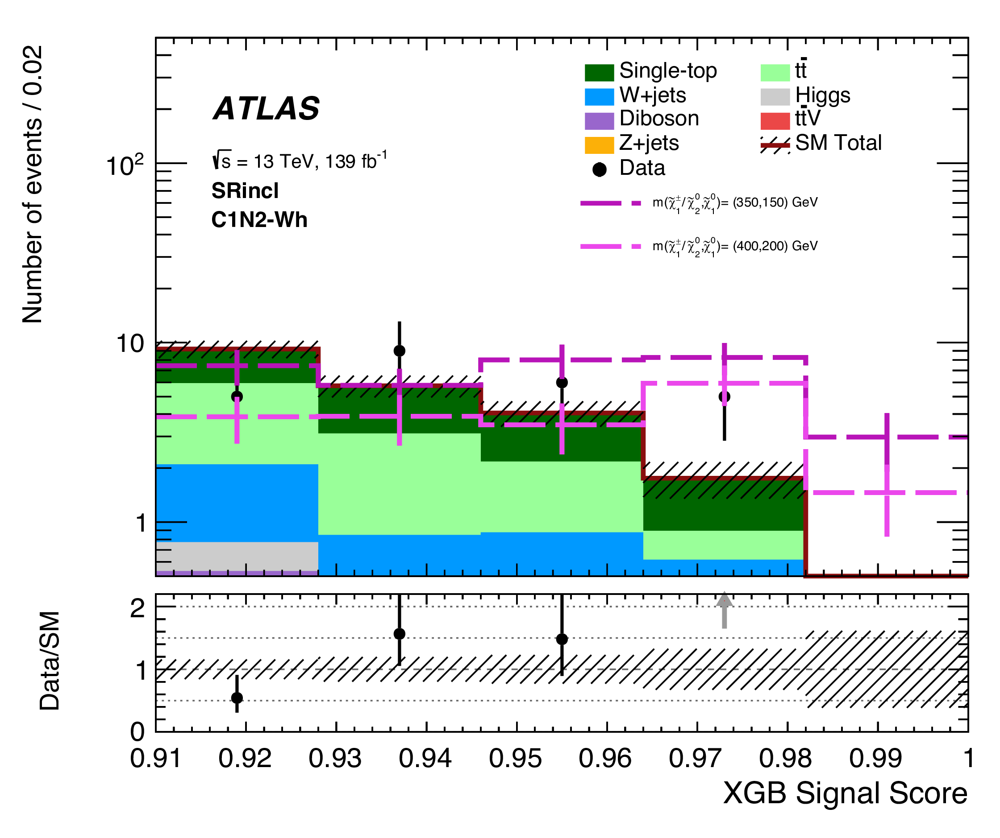 Number of events / 0.02
10²
10
1
ATLAS
√s = 13 TeV, 139 fb⁻¹
SRincl
C1N2-Wh
Single-top
tt̄
W+jets
Higgs
Diboson
tt̄V
Z+jets
SM Total
Data
m(χ̃₁±/χ̃₂⁰,χ̃₁⁰)= (350,150) GeV
m(χ̃₁±/χ̃₂⁰,χ̃₁⁰)= (400,200) GeV
Data/SM
2
1
0
0.91 0.92 0.93 0.94 0.95 0.96 0.97 0.98 0.99 1
XGB Signal Score